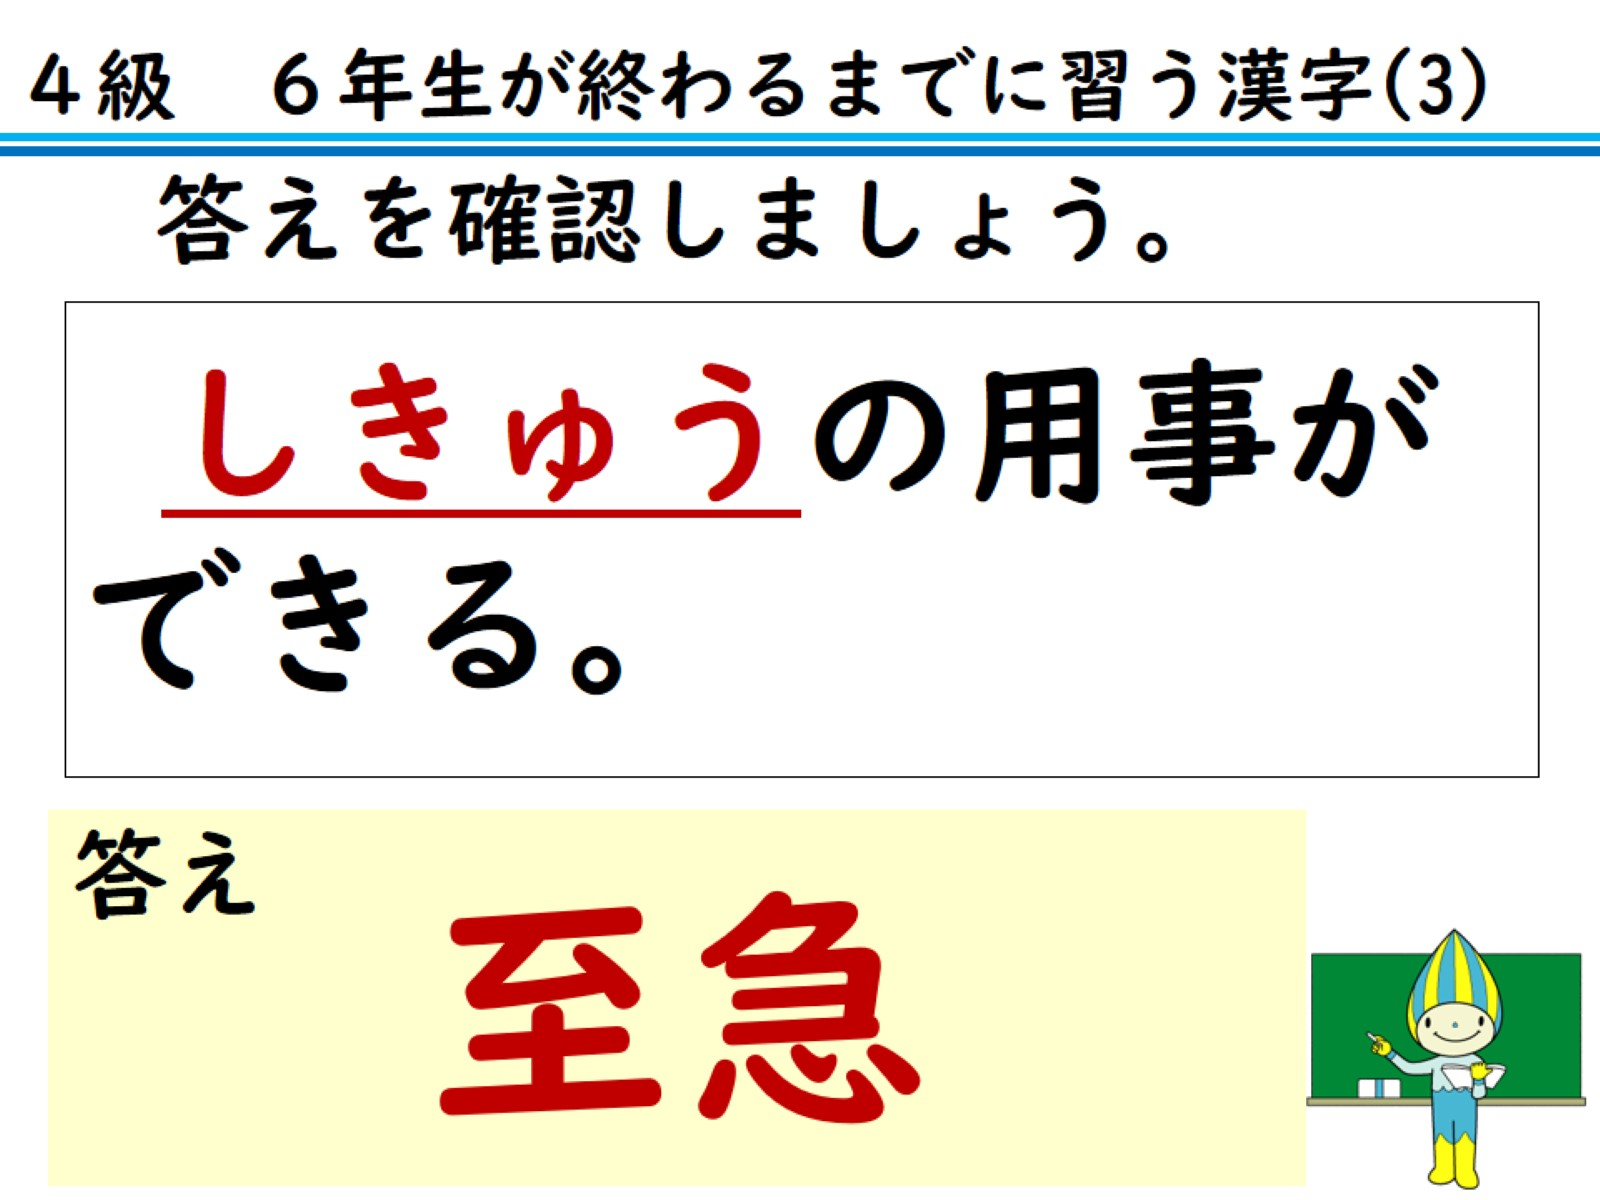 ４級　６年生が終わるまでに習う漢字(3)
答えを確認しましょう。
しきゅうの用事が
できる。
答え
至急